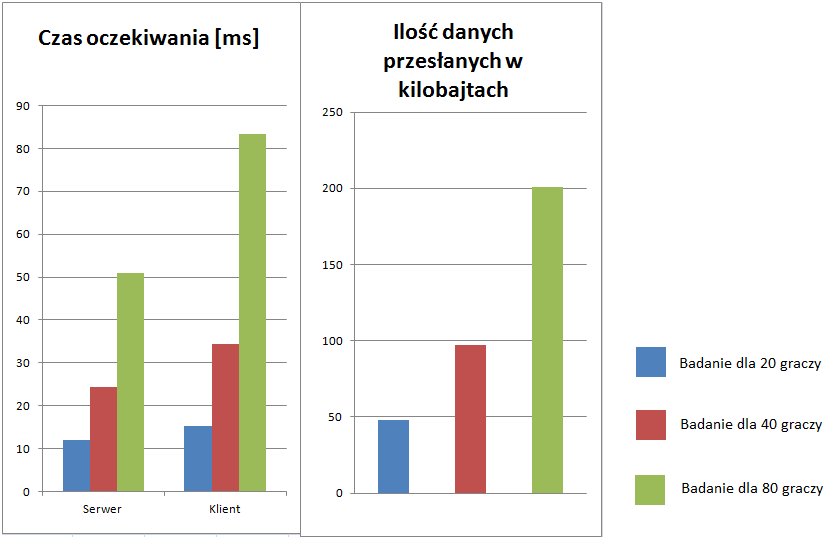 Czas oczekiwania [ms]
90
80
70
60
50
40
30
20
10
0
Serwer Klient
Ilość danych
przesłanych w
kilobajtach
250
200
150
100
50
0
Badanie dla 20 graczy
Badanie dla 40 graczy
Badanie dla 80 graczy